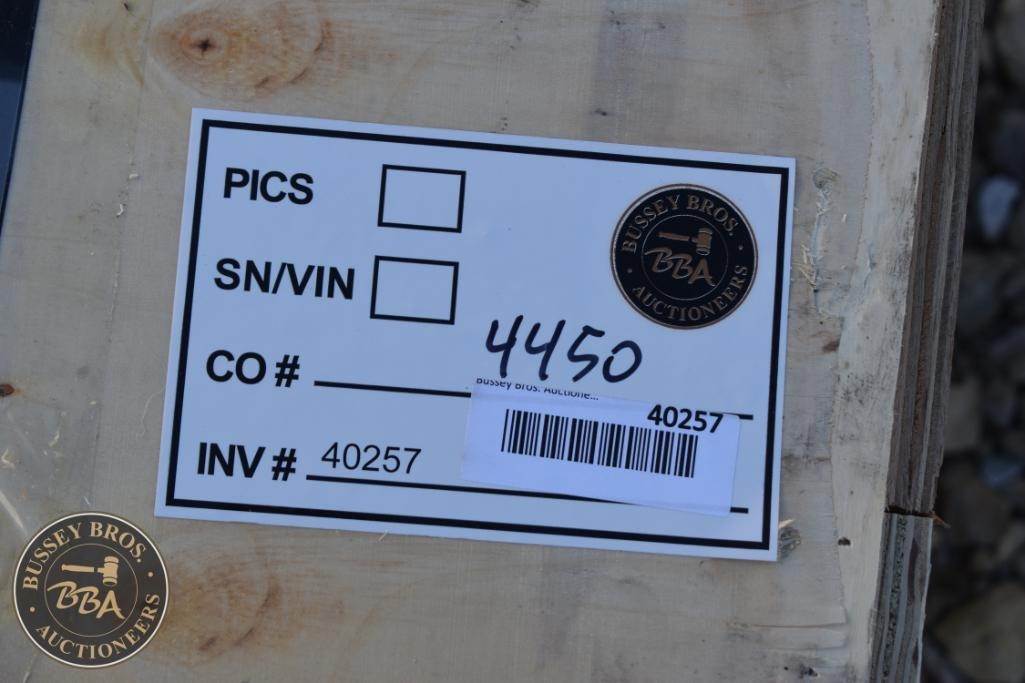 PICS
BUSSEY BROS.
BBA
AUCTIONEERS
SN/VIN
CO # 4450
Bussey Bros. Auctione...
40257
INV # 40257
BUSSEY BROS.
BBA
AUCTIONEERS